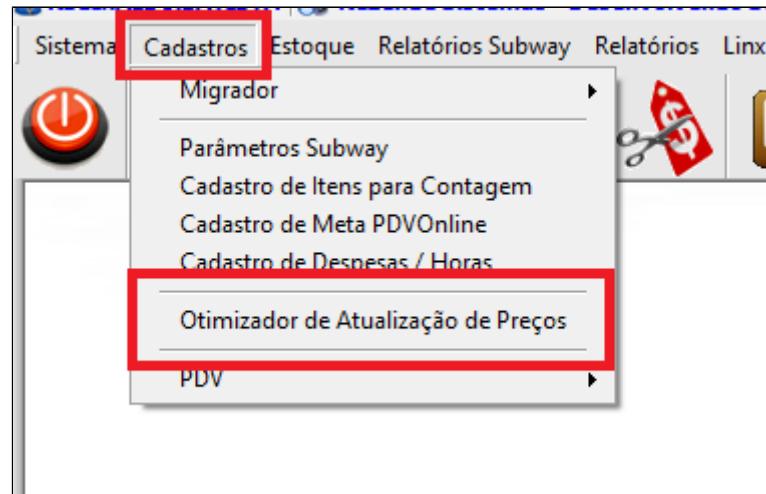 Sistema Cadastros Estoque Relatórios Subway Relatórios Linx
Migrador
Parâmetros Subway
Cadastro de Itens para Contagem
Cadastro de Meta PDVOnline
Cadastro de Despesas / Horas
Otimizador de Atualização de Preços
PDV